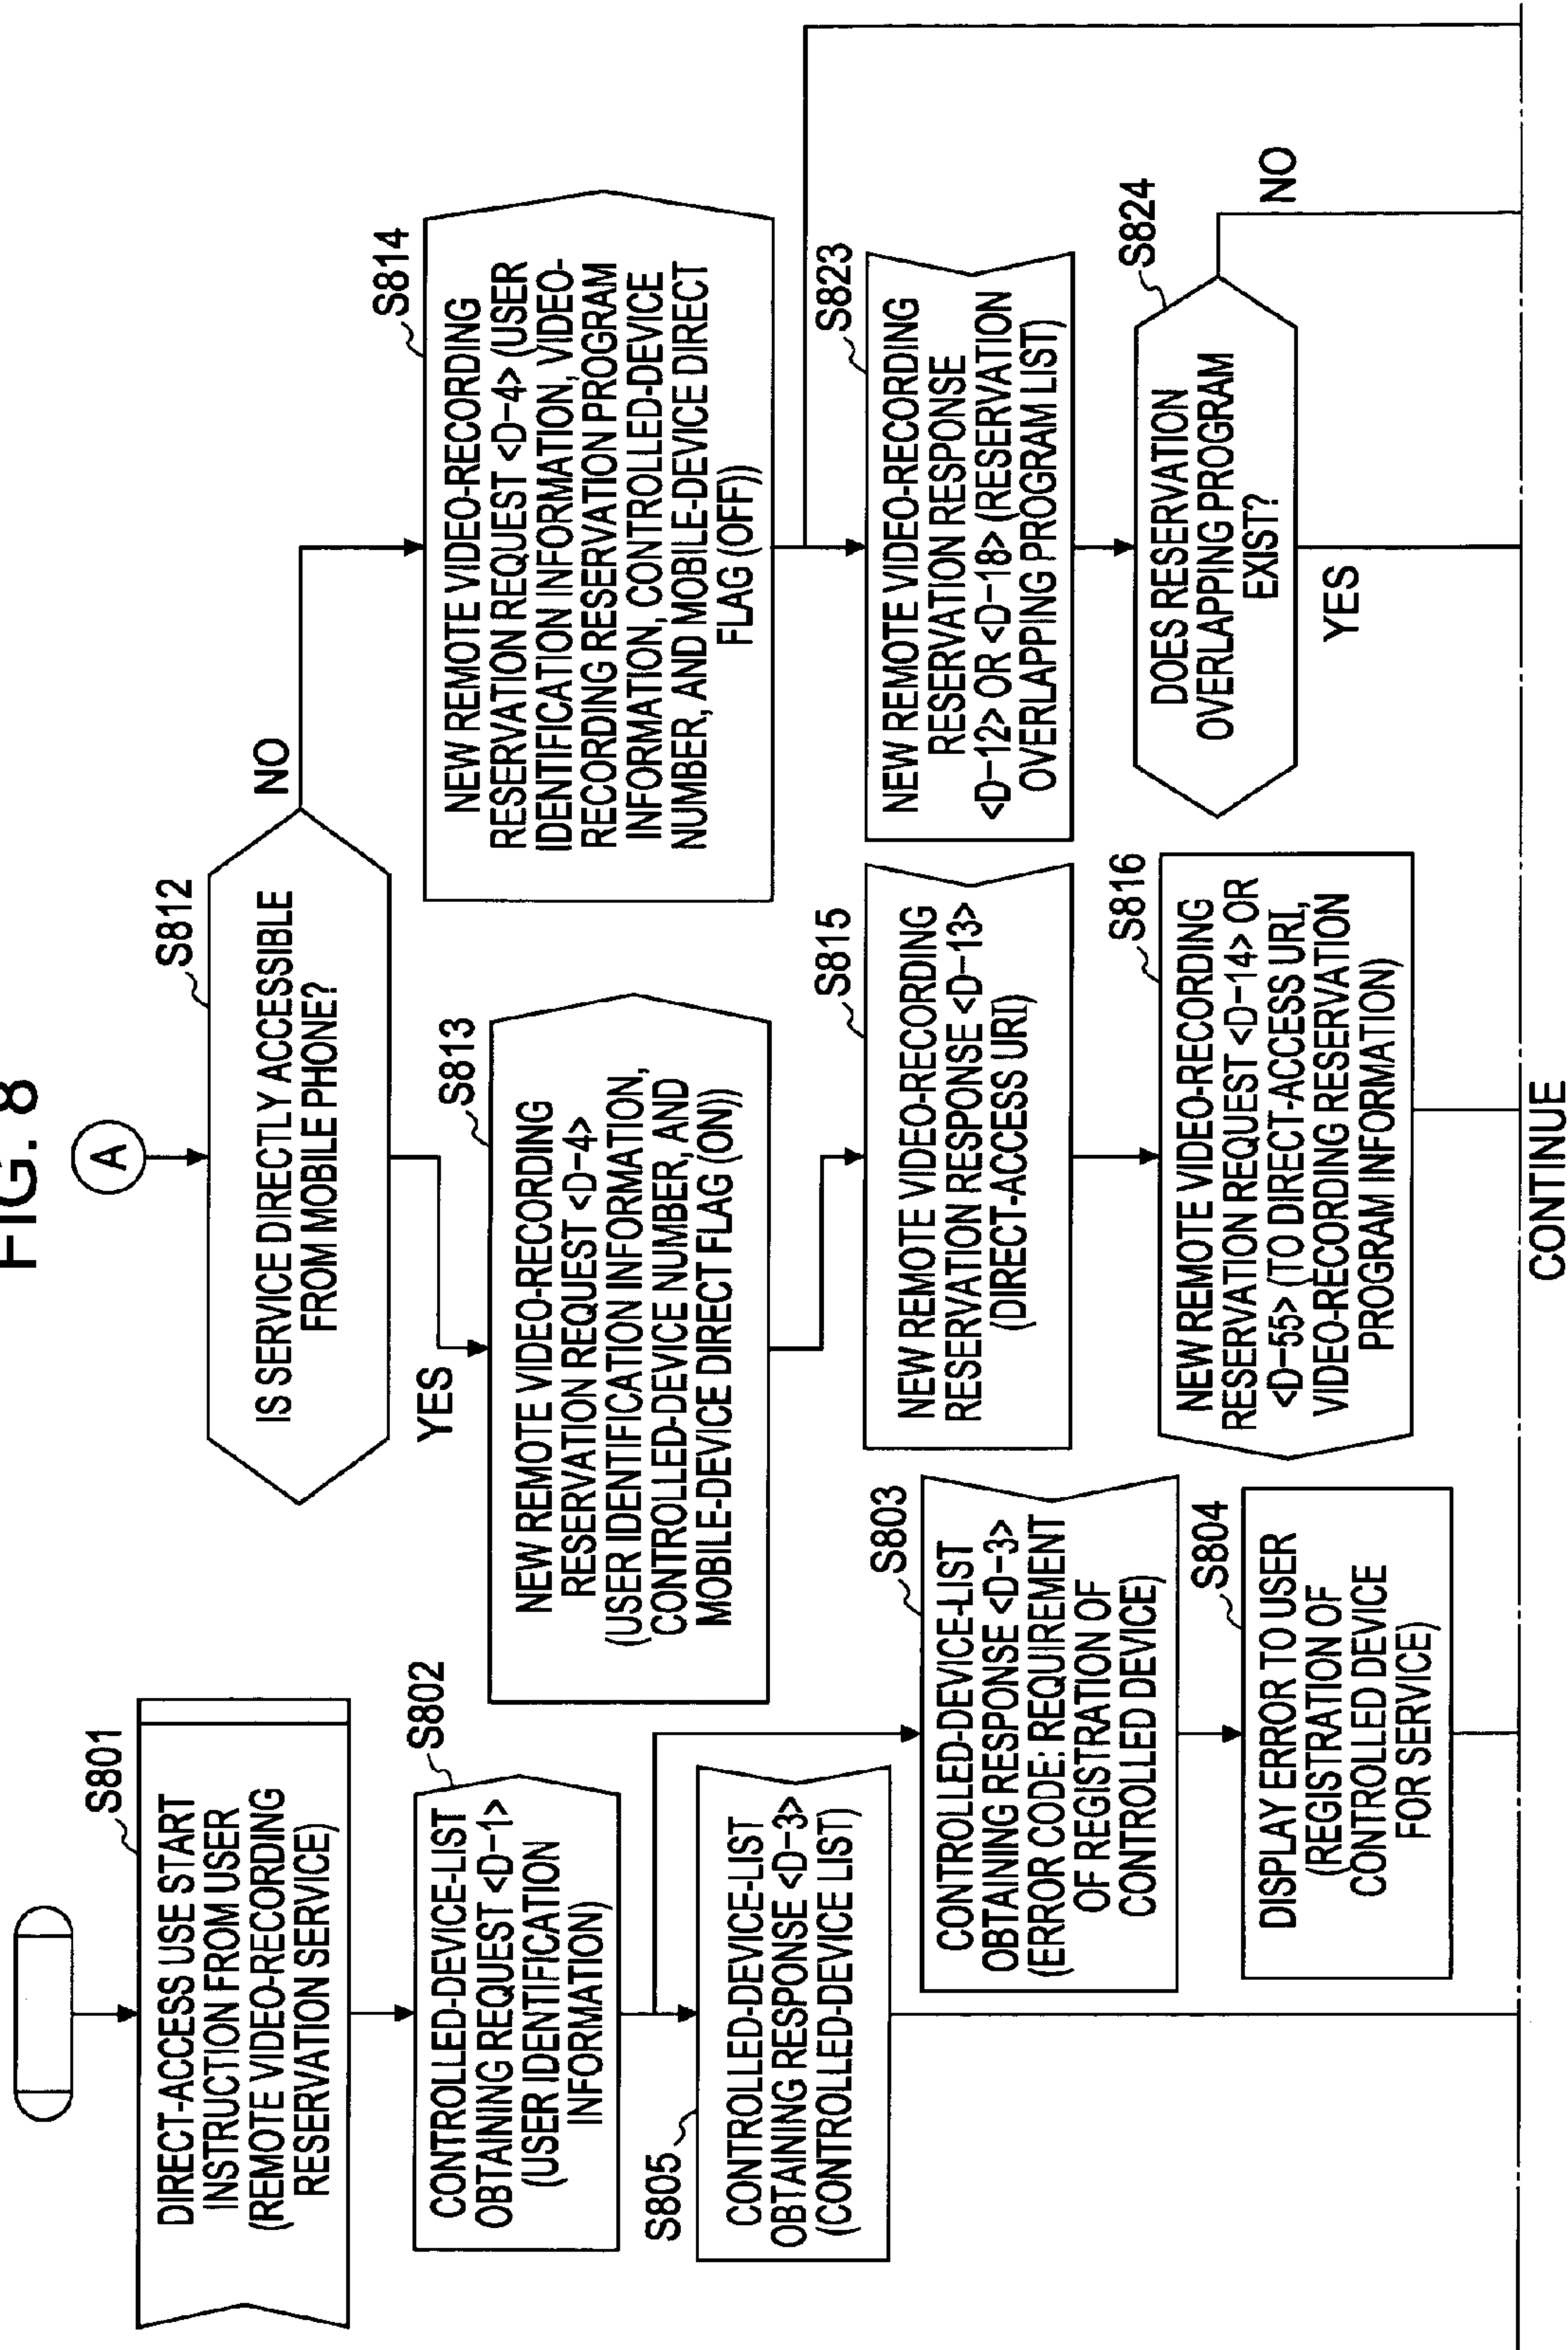 FIG. 8
S801
DIRECT-ACCESS USE START
INSTRUCTION FROM USER
(REMOTE VIDEO-RECORDING
RESERVATION SERVICE)
S802
CONTROLLED-DEVICE-LIST
OBTAINING REQUEST <D-1>
(USER IDENTIFICATION
INFORMATION)
S805
CONTROLLED-DEVICE-LIST
OBTAINING RESPONSE <D-3>
(CONTROLLED-DEVICE LIST)
S803
CONTROLLED-DEVICE-LIST
OBTAINING RESPONSE <D-3>
(ERROR CODE: REQUIREMENT
OF REGISTRATION OF
CONTROLLED DEVICE)
S804
DISPLAY ERROR TO USER
(REGISTRATION OF
CONTROLLED DEVICE
FOR SERVICE)
A
S812
IS SERVICE DIRECTLY ACCESSIBLE
FROM MOBILE PHONE?
YES
NO
S813
NEW REMOTE VIDEO-RECORDING
RESERVATION REQUEST <D-4>
(USER IDENTIFICATION INFORMATION,
CONTROLLED-DEVICE NUMBER, AND
MOBILE-DEVICE DIRECT FLAG (ON))
S815
NEW REMOTE VIDEO-RECORDING
RESERVATION RESPONSE <D-13>
(DIRECT-ACCESS URI)
S816
NEW REMOTE VIDEO-RECORDING
RESERVATION REQUEST <D-14> OR
<D-55> (TO DIRECT-ACCESS URI,
VIDEO-RECORDING RESERVATION
PROGRAM INFORMATION)
S814
NEW REMOTE VIDEO-RECORDING
RESERVATION REQUEST <D-4> (USER
IDENTIFICATION INFORMATION, VIDEO-
RECORDING RESERVATION PROGRAM
INFORMATION, CONTROLLED-DEVICE
NUMBER, AND MOBILE-DEVICE DIRECT
FLAG (OFF))
S823
NEW REMOTE VIDEO-RECORDING
RESERVATION RESPONSE
<D-12> OR <D-18> (RESERVATION
OVERLAPPING PROGRAM LIST)
S824
DOES RESERVATION
OVERLAPPING PROGRAM
EXIST?
NO
YES
CONTINUE